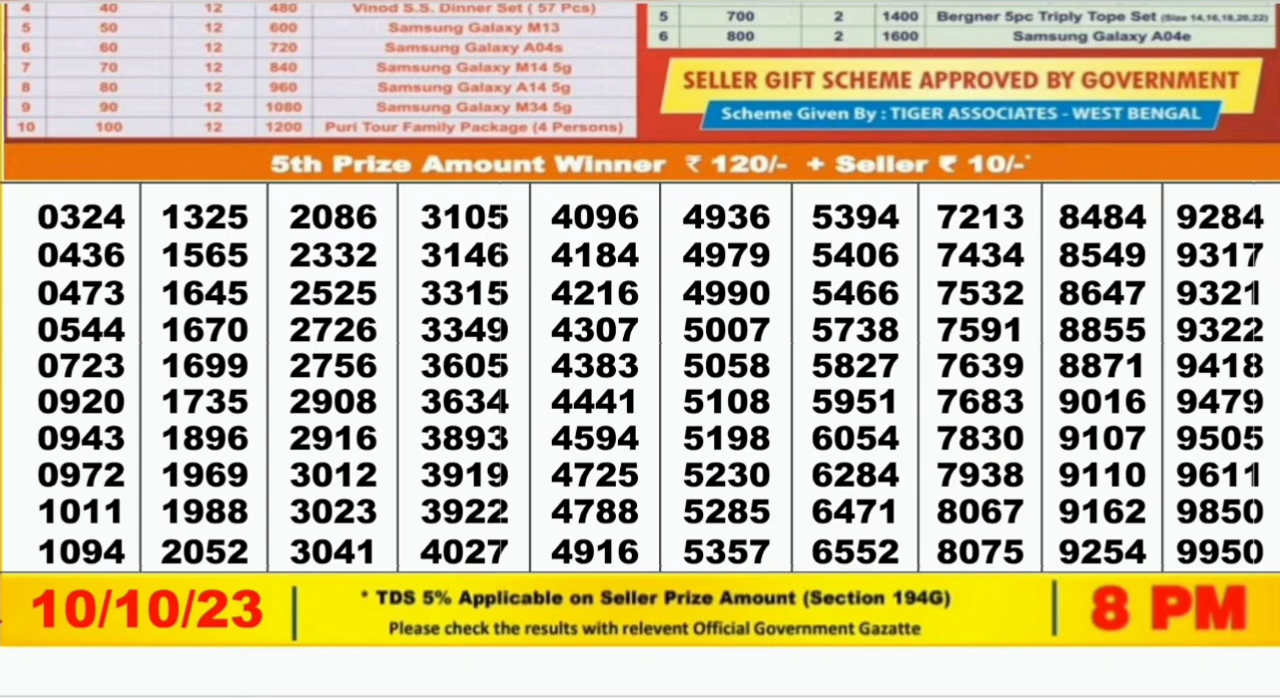 4 40 12 480 Vinod S.S. Dinner Set ( 57 Pcs)
5 50 12 600 Samsung Galaxy M13
6 60 12 720 Samsung Galaxy A04s
7 70 12 840 Samsung Galaxy M14 5g
8 80 12 960 Samsung Galaxy A14 5g
9 90 12 1080 Samsung Galaxy M34 5g
10 100 12 1200 Puri Tour Family Package (4 Persons)
5 700 2 1400 Bergner 5pc Triply Tope Set (Size 14,16,18,20,22)
6 800 2 1600 Samsung Galaxy A04e
SELLER GIFT SCHEME APPROVED BY GOVERNMENT
Scheme Given By : TIGER ASSOCIATES - WEST BENGAL
5th Prize Amount Winner ₹ 120/- + Seller ₹ 10/-*
0324 1325 2086 3105 4096 4936 5394 7213 8484 9284
0436 1565 2332 3146 4184 4979 5406 7434 8549 9317
0473 1645 2525 3315 4216 4990 5466 7532 8647 9321
0544 1670 2726 3349 4307 5007 5738 7591 8855 9322
0723 1699 2756 3605 4383 5058 5827 7639 8871 9418
0920 1735 2908 3634 4441 5108 5951 7683 9016 9479
0943 1896 2916 3893 4594 5198 6054 7830 9107 9505
0972 1969 3012 3919 4725 5230 6284 7938 9110 9611
1011 1988 3023 3922 4788 5285 6471 8067 9162 9850
1094 2052 3041 4027 4916 5357 6552 8075 9254 9950
10/10/23
* TDS 5% Applicable on Seller Prize Amount (Section 194G)
Please check the results with relevent Official Government Gazatte
8 PM